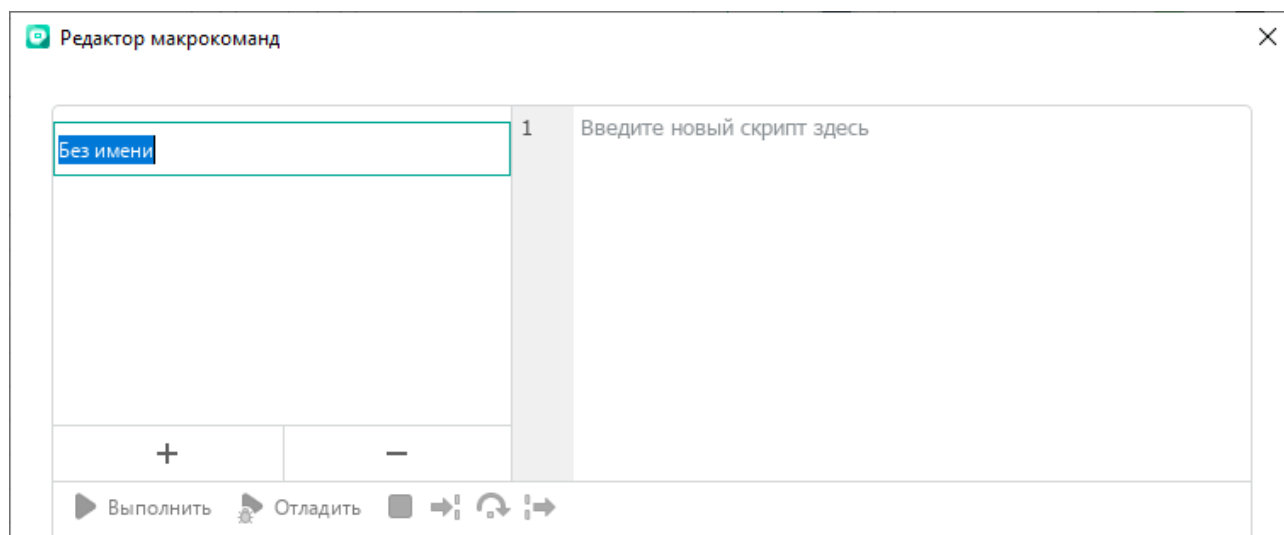 Редактор макрокоманд
Без имени
1 Введите новый скрипт здесь
Выполнить Отладить